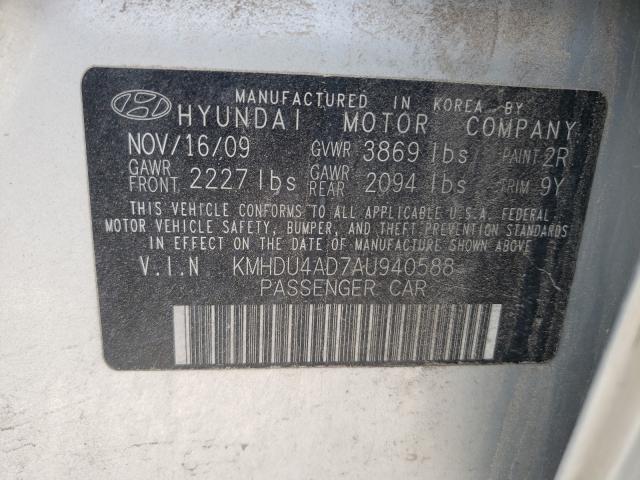 MANUFACTURED IN KOREA BY
HYUNDAI MOTOR COMPANY
NOV/16/09 GVWR 3869 lbs PAINT 2R
GAWR FRONT 2227 lbs GAWR REAR 2094 lbs TRIM 9Y
THIS VEHICLE CONFORMS TO ALL APPLICABLE U.S.A. FEDERAL
MOTOR VEHICLE SAFETY, BUMPER, AND THEFT PREVENTION STANDARDS
IN EFFECT ON THE DATE OF MANUFACTURE SHOWN ABOVE.
V.I.N KMHDU4AD7AU940588
PASSENGER CAR